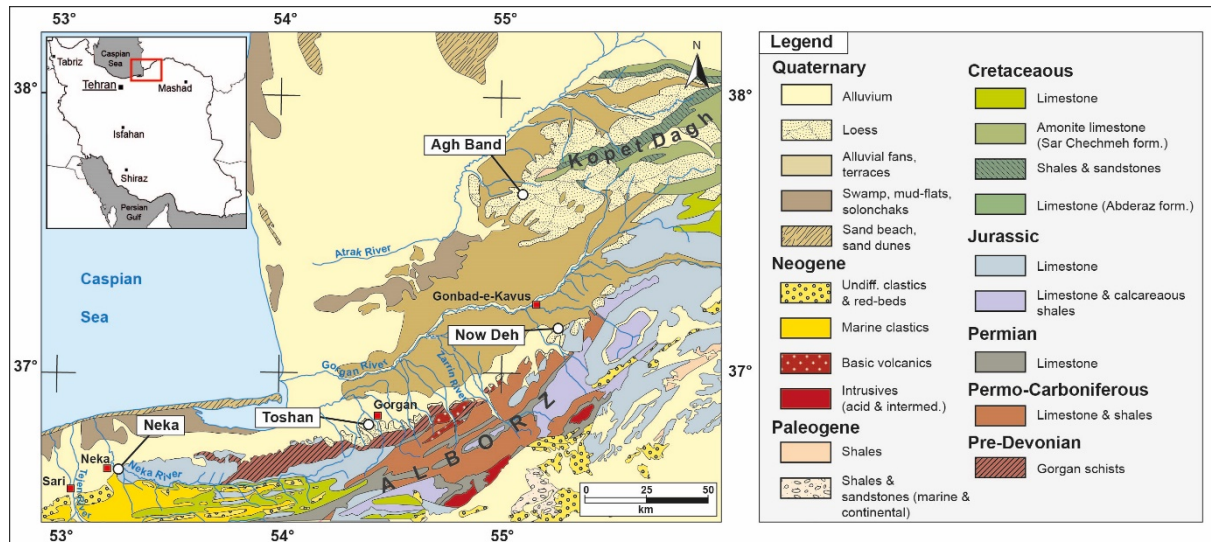 53°
54°
55°
Caspian
Sea
Tabriz
Tehran
Mashad
Isfahan
Shiraz
Persian
Gulf
N
38°
38°
Agh Band
Kopet Dagh
Atrak River
Caspian
Sea
Gonbad-e-Kavus
Now Deh
37°
37°
Gorgan River
Zarrin River
Toshan
Gorgan
ALBORZ
Neka
Neka
Neka River
Sari
TejenRiver
0 25 50
km
53°
54°
55°
Legend
Quaternary
Alluvium
Loess
Alluvial fans,
terraces
Swamp, mud-flats,
solonchaks
Sand beach,
sand dunes
Neogene
Undiff. clastics
& red-beds
Marine clastics
Basic volcanics
Intrusives
(acid & intermed.)
Paleogene
Shales
Shales &
sandstones (marine &
continental)
Cretaceaous
Limestone
Amonite limestone
(Sar Chechmeh form.)
Shales & sandstones
Limestone (Abderaz form.)
Jurassic
Limestone
Limestone & calcareaous
shales
Permian
Limestone
Permo-Carboniferous
Limestone & shales
Pre-Devonian
Gorgan schists